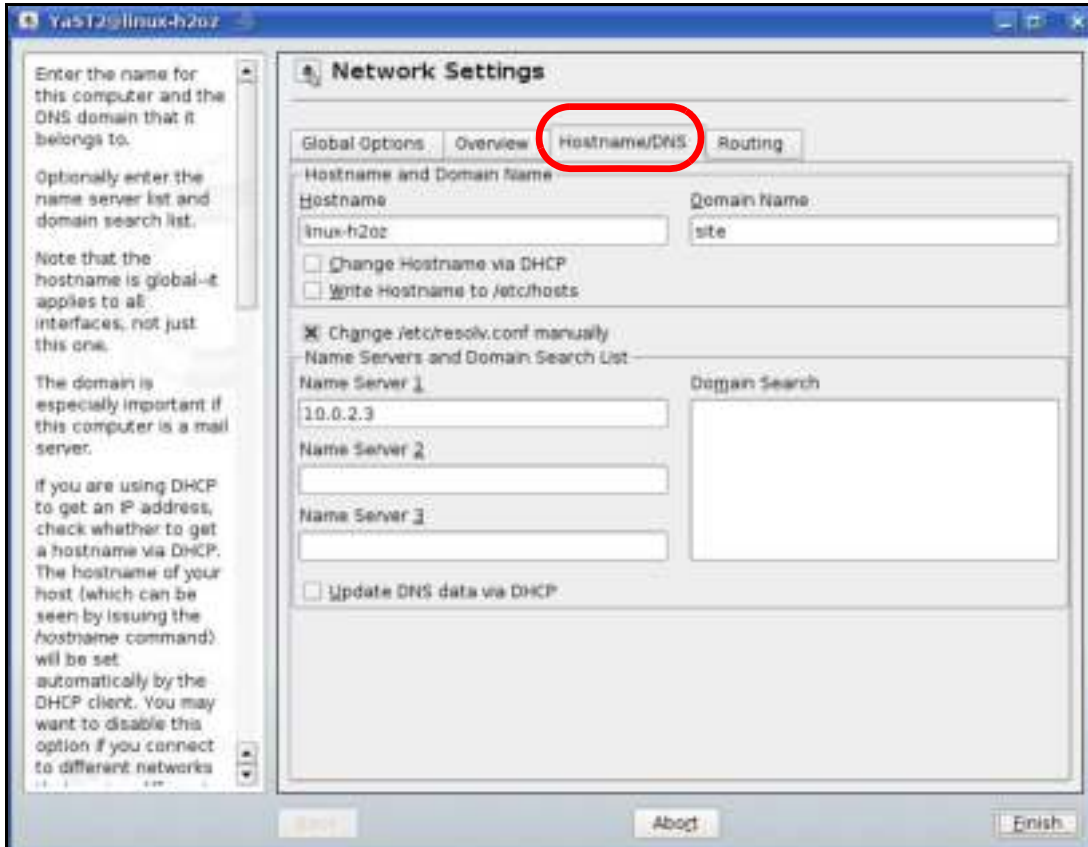 YaST2@linux-h2oz
Enter the name for
this computer and the
DNS domain that it
belongs to.
Optionally enter the
name server list and
domain search list.
Note that the
hostname is global--it
applies to all
interfaces, not just
this one.
The domain is
especially important if
this computer is a mail
server.
If you are using DHCP
to get an IP address,
check whether to get
a hostname via DHCP.
The hostname of your
host (which can be
seen by issuing the
hostname command)
will be set
automatically by the
DHCP client. You may
want to disable this
option if you connect
to different networks
Network Settings
Global Options
Overview
Hostname/DNS
Routing
Hostname and Domain Name
Hostname
linux-h2oz
Domain Name
site
Change Hostname via DHCP
Write Hostname to /etc/hosts
Change /etc/resolv.conf manually
Name Servers and Domain Search List
Name Server 1
10.0.2.3
Name Server 2
Name Server 3
Domain Search
Update DNS data via DHCP
Abort
Finish